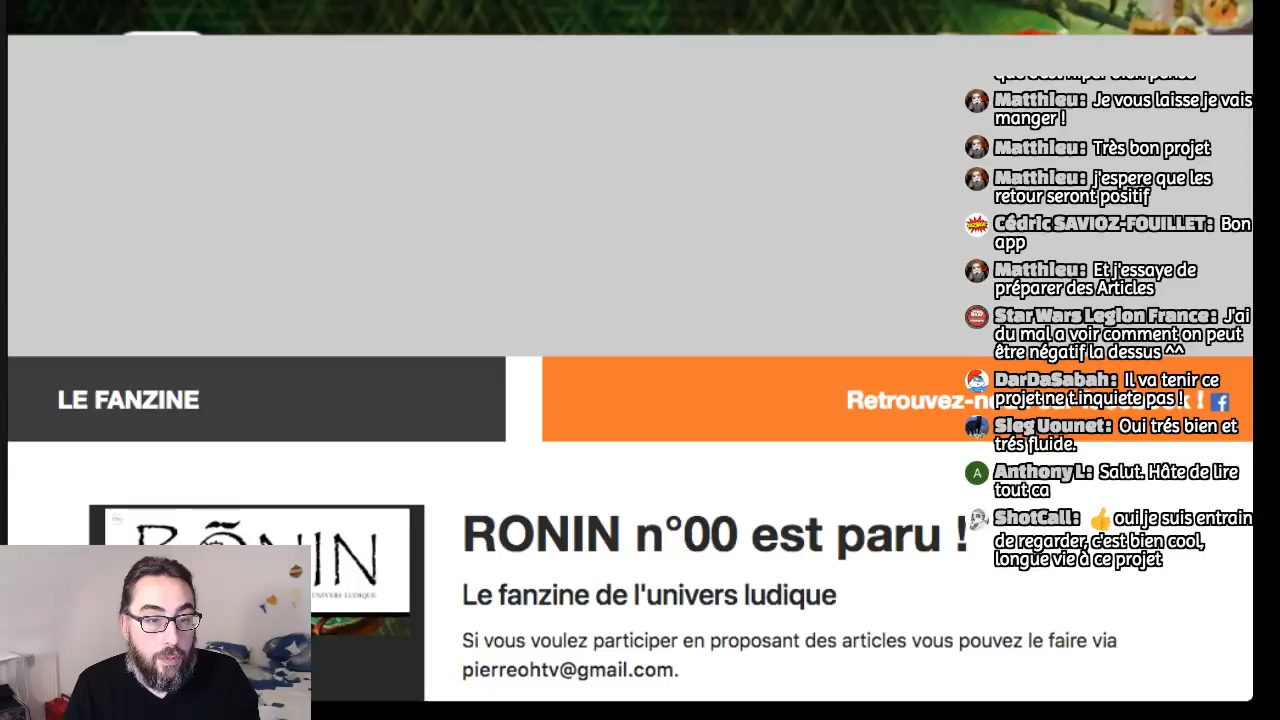 Matthieu: Je vous laisse je vais
manger !
Matthieu: Très bon projet
Matthieu: j'espere que les
retour seront positif
Cédric SAVIOZ-FOUILLET: Bon
app
Matthieu: Et j'essaye de
préparer des Articles
Star Wars Legion France: J'ai
du mal a voir comment on peut
être négatif la dessus ^^
DarDaSabah: Il va tenir ce
projet ne t.inquiete pas !
Sieg Uounet: Oui trés bien et
trés fluide.
Anthony L: Salut. Hâte de lire
tout ca
ShotCall: 👍oui je suis entrain
de regarder, c'est bien cool,
longue vie à ce projet
LE FANZINE
Retrouvez-
RŌNIN
RONIN n°00 est paru !
Le fanzine de l'univers ludique
Si vous voulez participer en proposant des articles vous pouvez le faire via
pierreohtv@gmail.com.